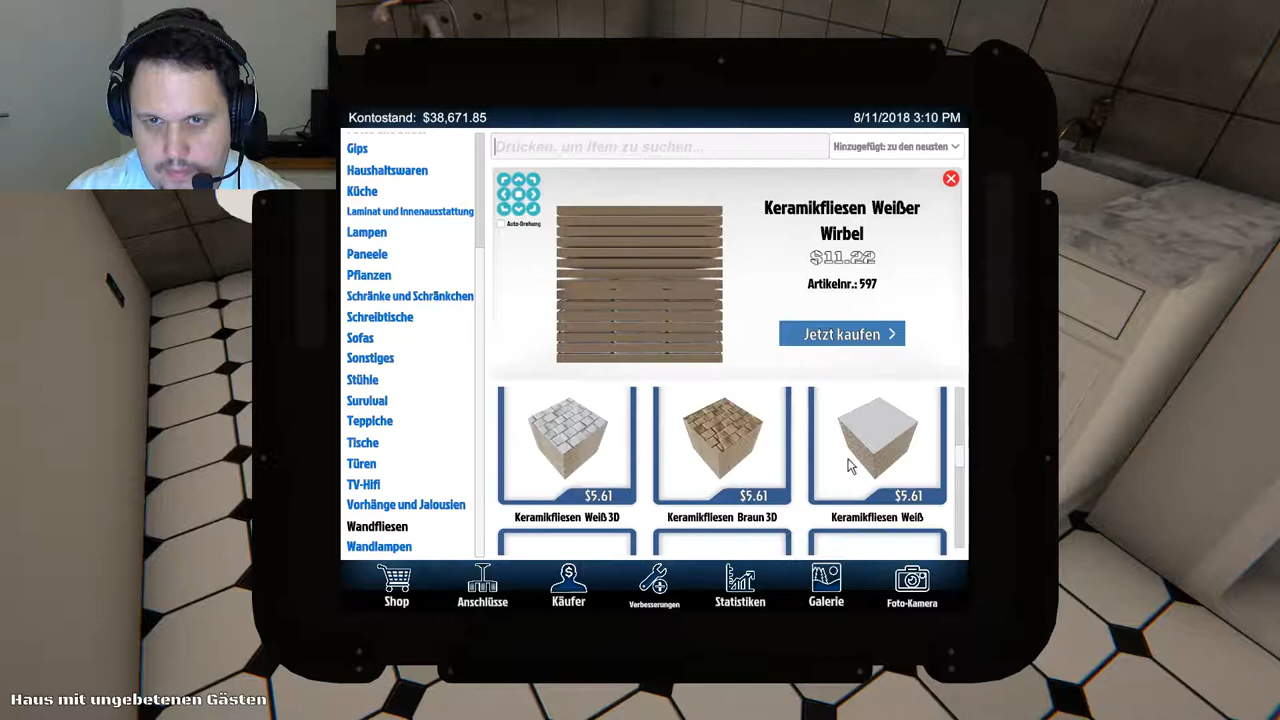 Kontostand: $38,671.85
8/11/2018 3:10 PM
Gips
Haushaltswaren
Küche
Laminat und Innenausstattung
Lampen
Paneele
Pflanzen
Schränke und Schränkchen
Schreibtische
Sofas
Sonstiges
Stühle
Survival
Teppiche
Tische
Türen
TV-Hifi
Vorhänge und Jalousien
Wandfliesen
Wandlampen
Drücken, um Item zu suchen...
Hinzugefügt: zu den neusten
Auto-Drehung
Keramikfliesen Weißer
Wirbel
$11.22
Artikelnr.: 597
Jetzt kaufen
$5.61
$5.61
$5.61
Keramikfliesen Weiß 3D
Keramikfliesen Braun 3D
Keramikfliesen Weiß
Shop
Anschlüsse
Käufer
Verbesserungen
Statistiken
Galerie
Foto-Kamera
Haus mit ungebetenen Gästen